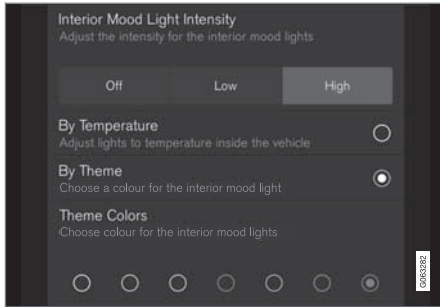 Interior Mood Light Intensity
Adjust the intensity for the interior mood lights
Off Low High
By Temperature
Adjust lights to temperature inside the vehicle
By Theme
Choose a colour for the interior mood light
Theme Colors
Choose colour for the interior mood lights
G063282